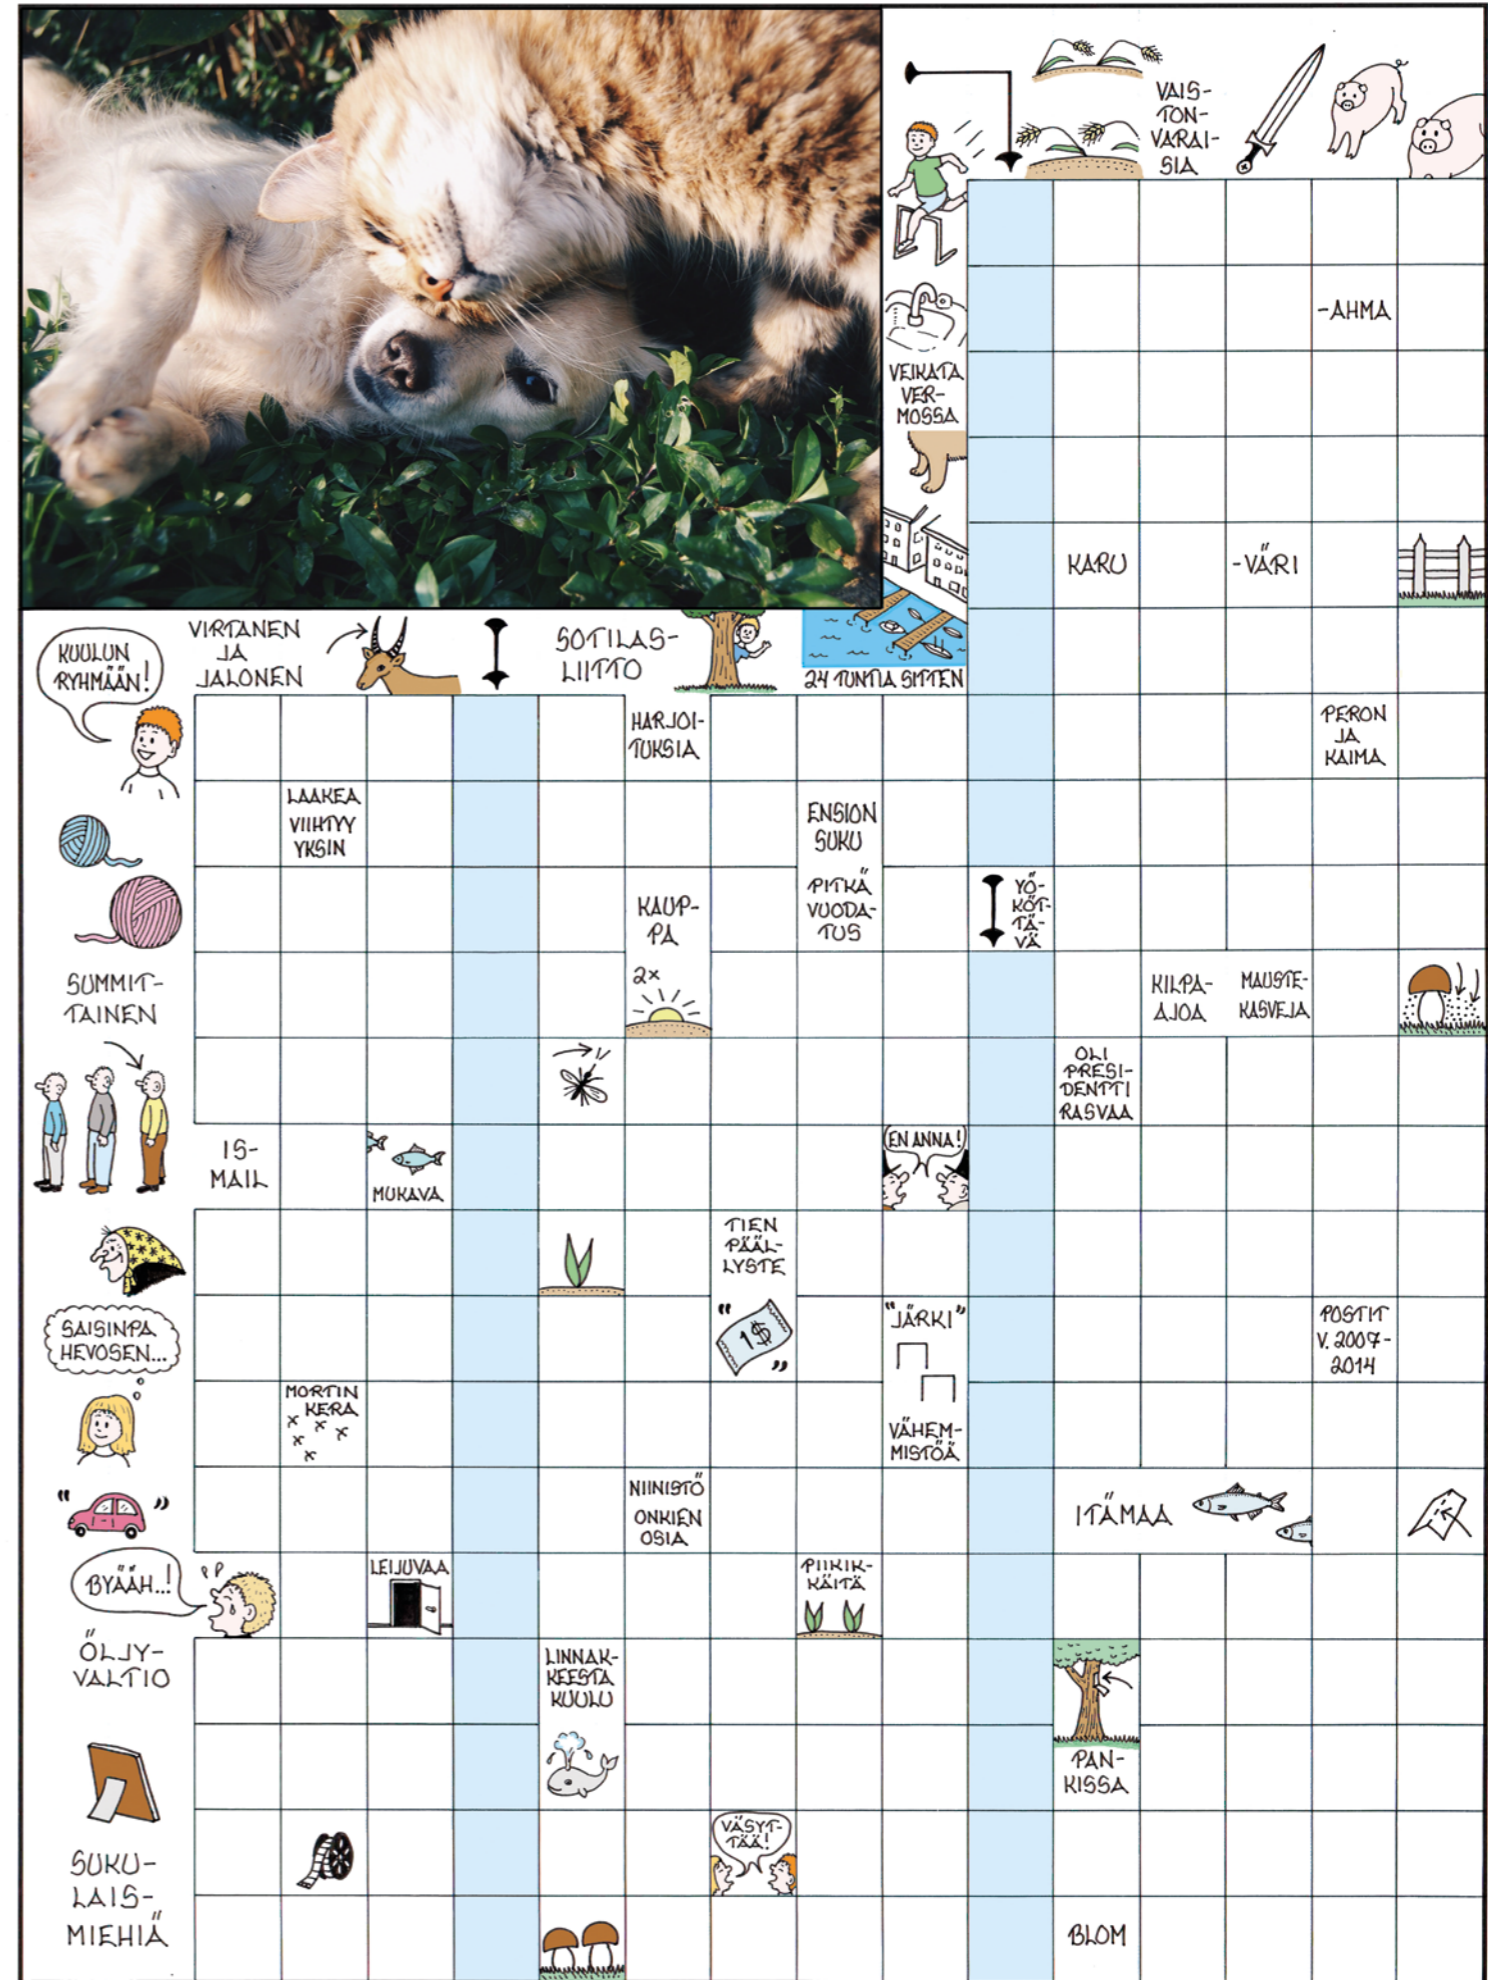 VAIS-
TON-
VARAI-
SIA
-AHMA
VEIKATA
VER-
MOSSA
KARU
-VÄRI
KUULUN
RYHMÄÄN!
VIRTANEN
JA
JALONEN
SOTILAS-
LIITTO
24 TUNTIA SITTEN
HARJOI-
TUKSIA
PERON
JA
KAIMA
LAAKEA
VIIHTYY
YKSIN
ENSION
SUKU
KAUP-
PA
PITKÄ
VUODA-
TUS
YÖ-
KÖT-
TÄ-
VÄ
SUMMIT-
TAINEN
2x
KILPA-
AJOA
MAUSTE-
KASVEJA
OLI
PRESI-
DENTTI
RASVAA
IS-
MAIL
MUKAVA
EN ANNA!
TIEN
PÄÄL-
LYSTE
SAISINPA
HEVOSEN...
"1$"
"JÄRKI"
POSTIT
V. 2007-
2014
MORTIN
KERA
x x x x x
VÄHEM-
MISTÖÄ
" "
NIINISTÖ
ONKIEN
OSIA
ITÄMAA
BYÄÄH..!
LEIJUVAA
PIIKIK-
KÄITÄ
ÖLJY-
VALTIO
LINNAK-
KEESTA
KUULU
PAN-
KISSA
VÄSYT-
TÄÄ!
SUKU-
LAIS-
MIEHIÄ
BLOM